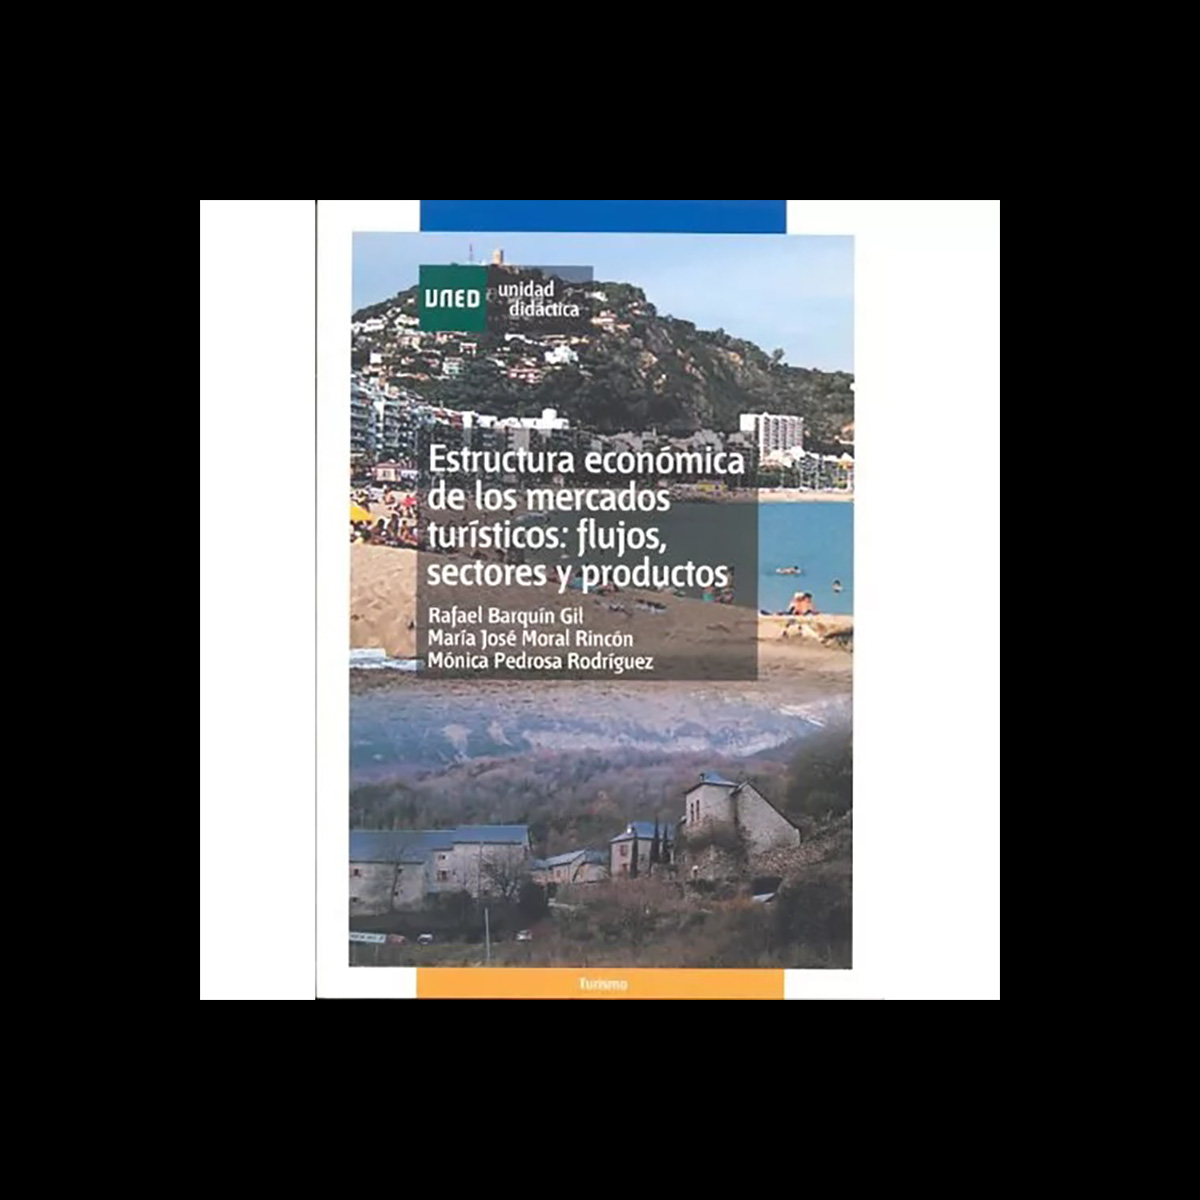 UNED
unidad
didáctica
Estructura económica
de los mercados
turísticos: flujos,
sectores y productos
Rafael Barquín Gil
María José Moral Rincón
Mónica Pedrosa Rodríguez
Turismo